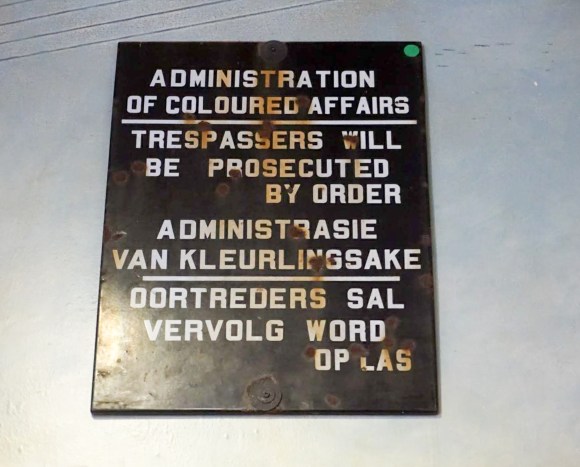 ADMINISTRATION
OF COLOURED AFFAIRS
TRESPASSERS WILL
BE PROSECUTED
BY ORDER
ADMINISTRASIE
VAN KLEURLINGSAKE
OORTREDERS SAL
VERVOLG WORD
OP LAS